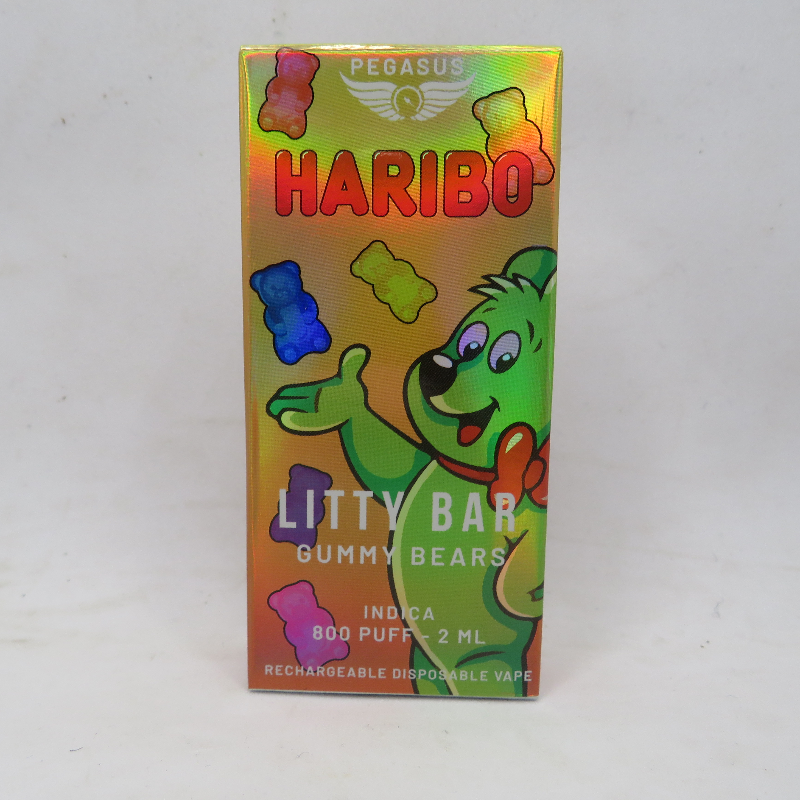 PEGASUS
HARIBO
LITTY BAR
GUMMY BEARS
INDICA
800 PUFF - 2 ML
RECHARGEABLE DISPOSABLE VAPE